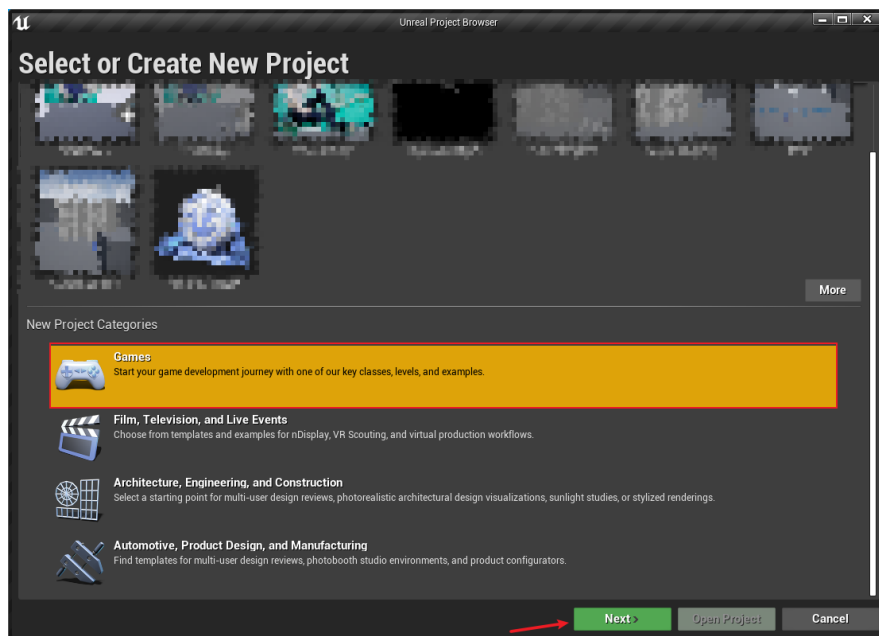 Unreal Project Browser
Select or Create New Project
More
New Project Categories
Games
Start your game development journey with one of our key classes, levels, and examples.
Film, Television, and Live Events
Choose from templates and examples for nDisplay, VR Scouting, and virtual production workflows.
Architecture, Engineering, and Construction
Select a starting point for multi-user design reviews, photorealistic architectural design visualizations, sunlight studies, or stylized renderings.
Automotive, Product Design, and Manufacturing
Find templates for multi-user design reviews, photobooth studio environments, and product configurators.
Next >
Open Project
Cancel